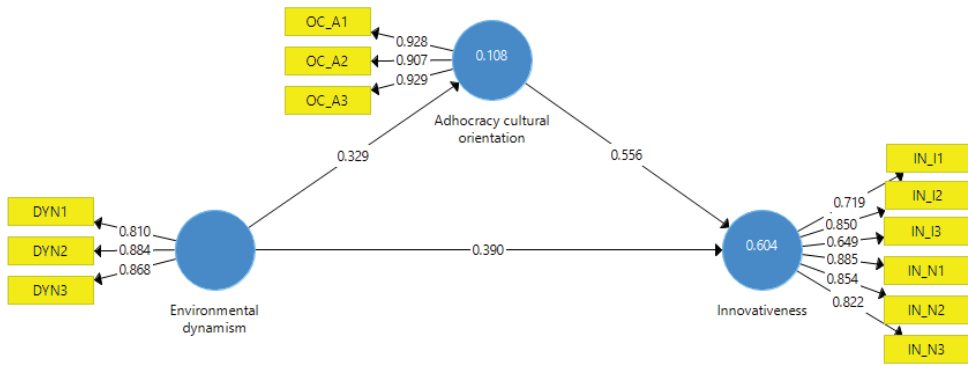 OC_A1
OC_A2
OC_A3
0.928
0.907
0.929
0.108
Adhocracy cultural
orientation
0.329
0.556
DYN1
DYN2
DYN3
0.810
0.884
0.868
Environmental
dynamism
0.390
0.604
Innovativeness
0.719
0.850
0.649
0.885
0.854
0.822
IN_I1
IN_I2
IN_I3
IN_N1
IN_N2
IN_N3